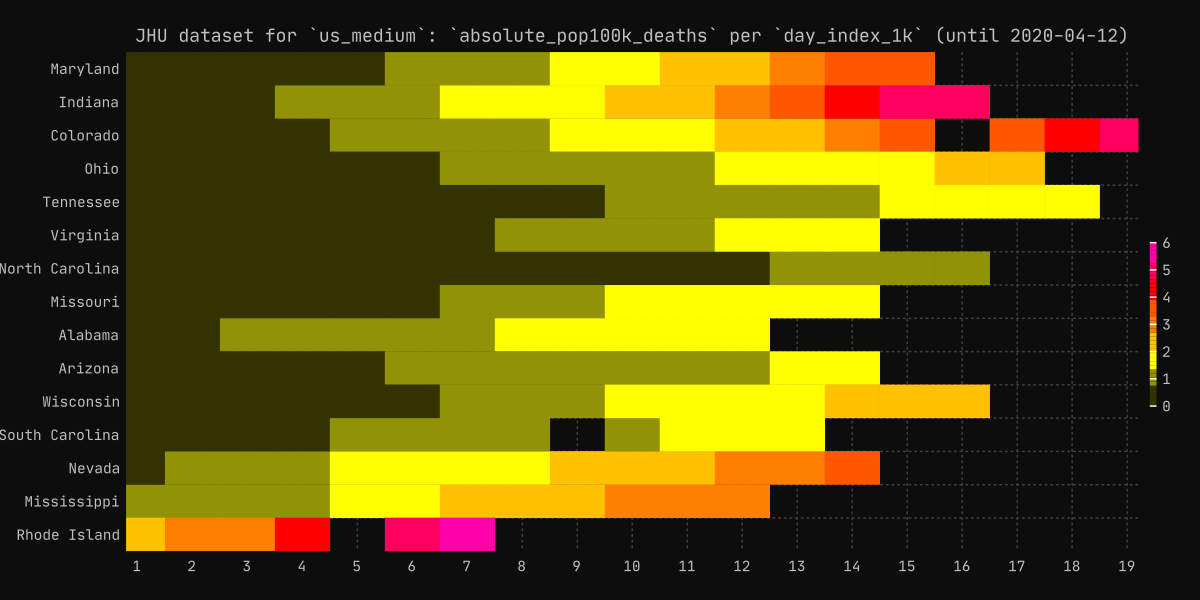 JHU dataset for `us_medium`: `absolute_pop100k_deaths` per `day_index_1k` (until 2020-04-12)
Maryland
Indiana
Colorado
Ohio
Tennessee
Virginia
North Carolina
Missouri
Alabama
Arizona
Wisconsin
South Carolina
Nevada
Mississippi
Rhode Island
1 2 3 4 5 6 7 8 9 10 11 12 13 14 15 16 17 18 19
6
5
4
3
2
1
0